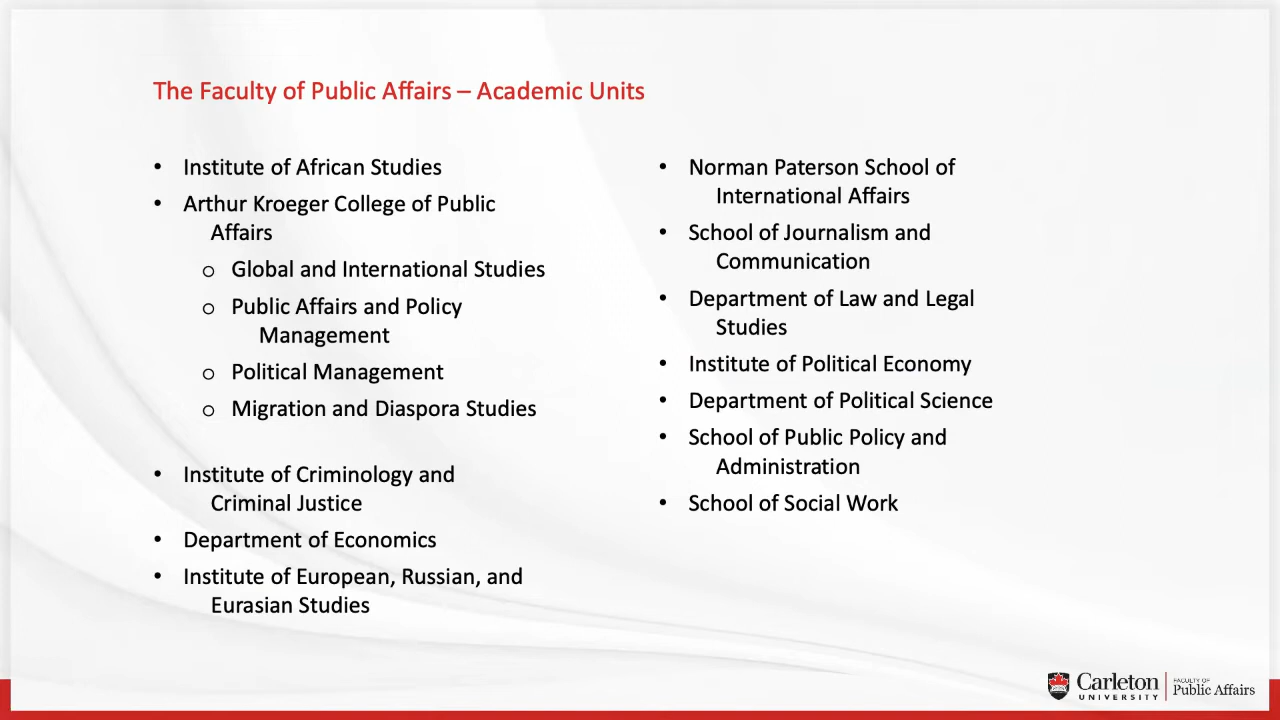 The Faculty of Public Affairs – Academic Units
• Institute of African Studies
• Arthur Kroeger College of Public
Affairs
o Global and International Studies
o Public Affairs and Policy
Management
o Political Management
o Migration and Diaspora Studies
• Institute of Criminology and
Criminal Justice
• Department of Economics
• Institute of European, Russian, and
Eurasian Studies
• Norman Paterson School of
International Affairs
• School of Journalism and
Communication
• Department of Law and Legal
Studies
• Institute of Political Economy
• Department of Political Science
• School of Public Policy and
Administration
• School of Social Work
Carleton
UNIVERSITY
FACULTY OF
Public Affairs